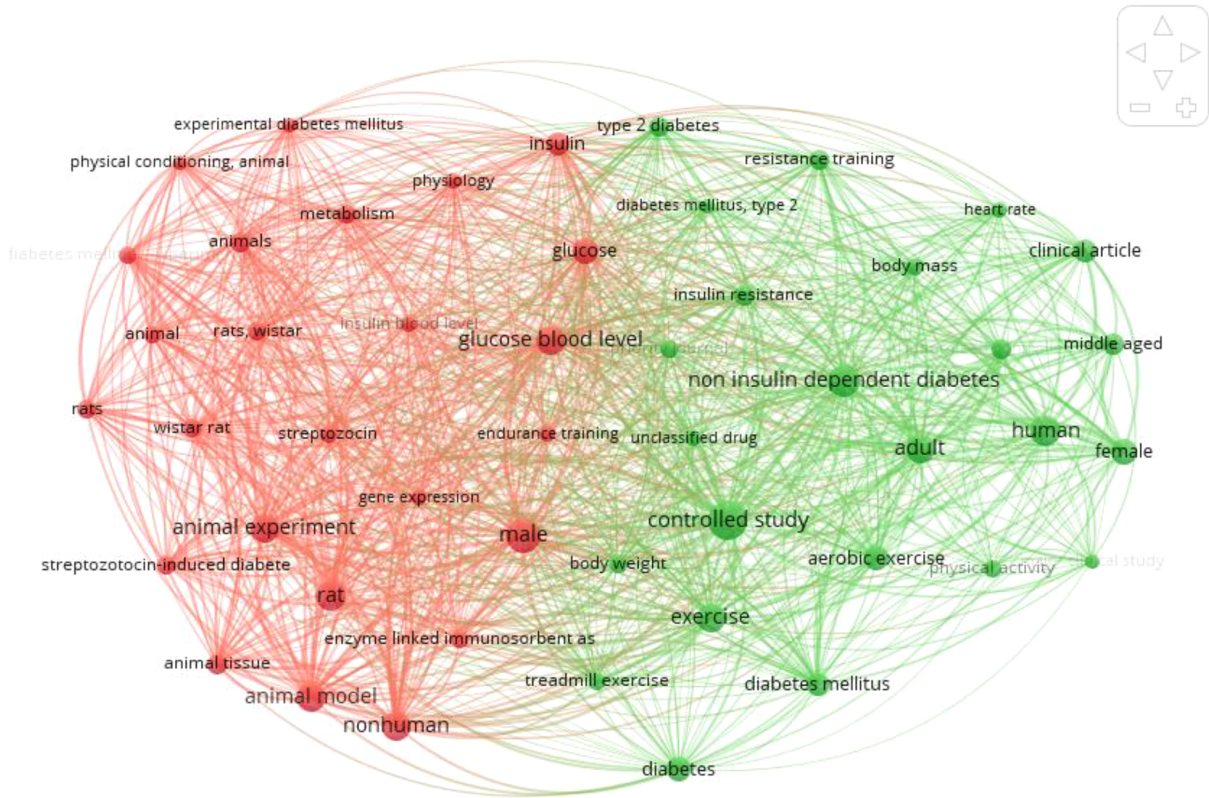 experimental diabetes mellitus
type 2 diabetes
insulin
physical conditioning, animal
resistance training
physiology
diabetes mellitus, type 2
heart rate
metabolism
animals
glucose
clinical article
body mass
insulin resistance
insulin blood level
animal
rats, wistar
glucose blood level
middle aged
non insulin dependent diabetes
rats
wistar rat
streptozocin
endurance training
unclassified drug
adult
human
female
gene expression
animal experiment
male
controlled study
streptozotocin-induced diabete
body weight
aerobic exercise
physical activity
rat
exercise
enzyme linked immunosorbent as
animal tissue
treadmill exercise
diabetes mellitus
animal model
nonhuman
diabetes